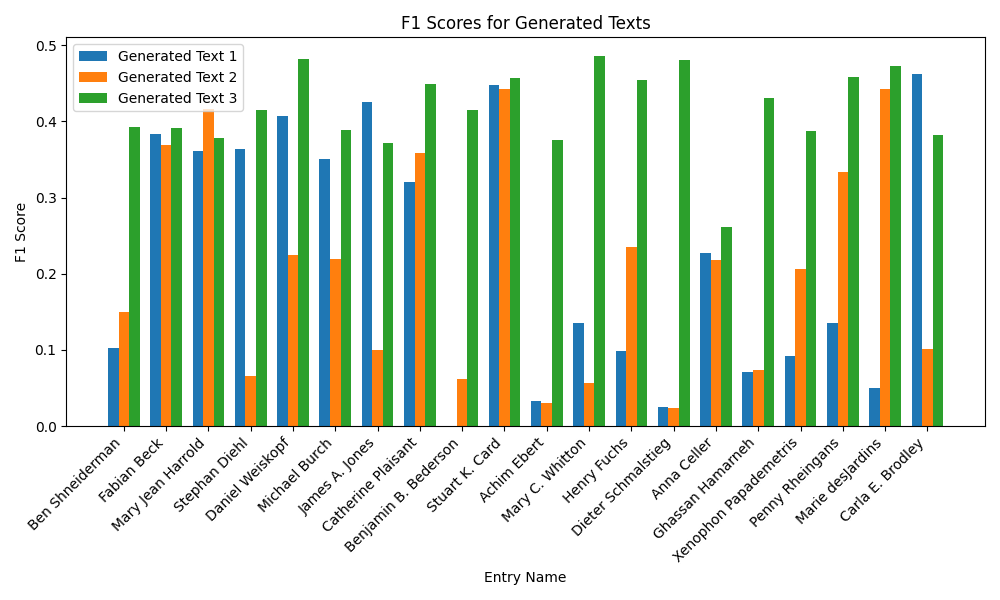 F1 Scores for Generated Texts
Generated Text 1
Generated Text 2
Generated Text 3
F1 Score
0.5
0.4
0.3
0.2
0.1
0.0
Ben Shneiderman
Fabian Beck
Mary Jean Harrold
Stephan Diehl
Daniel Weiskopf
Michael Burch
James A. Jones
Catherine Plaisant
Benjamin B. Bederson
Stuart K. Card
Achim Ebert
Mary C. Whitton
Henry Fuchs
Dieter Schmalstieg
Anna Celler
Ghassan Hamarneh
Xenophon Papademetris
Penny Rheingans
Marie desJardins
Carla E. Brodley
Entry Name